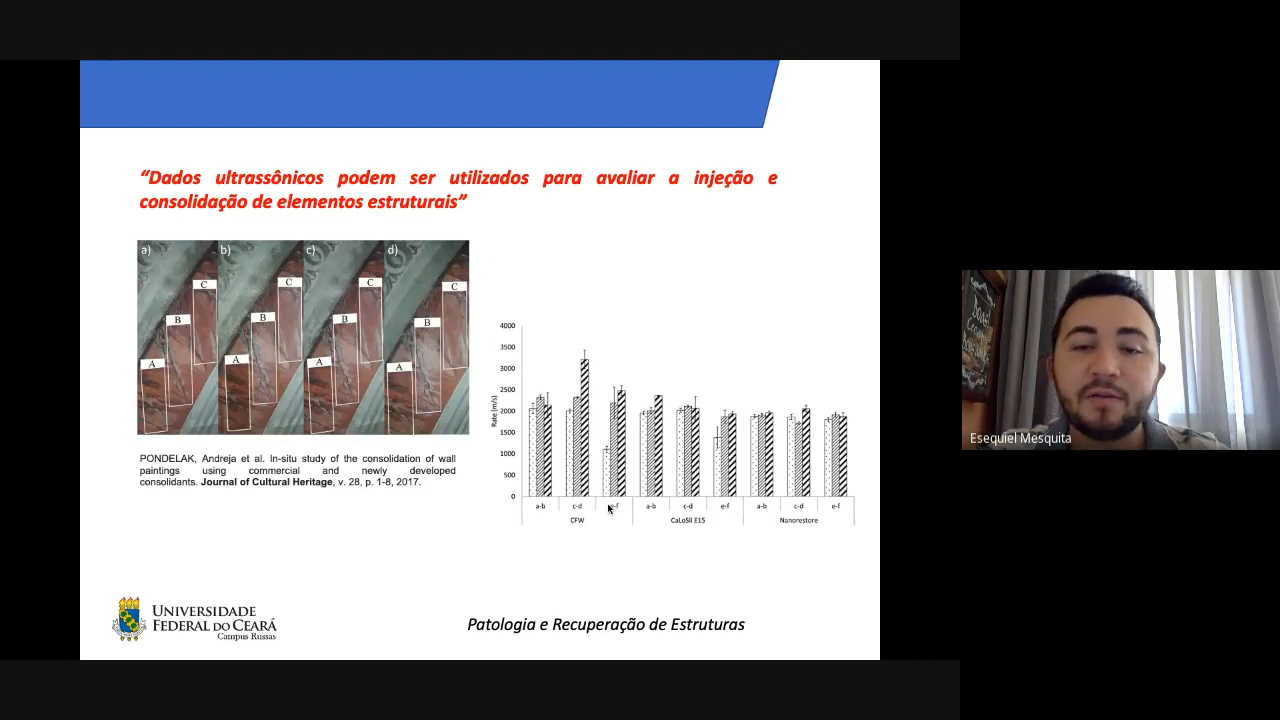 “Dados ultrassônicos podem ser utilizados para avaliar a injeção e
consolidação de elementos estruturais”
a) b) c) d)
C C C C
B B B B
A A A A
PONDELAK, Andreja et al. In-situ study of the consolidation of wall
paintings using commercial and newly developed
consolidants. Journal of Cultural Heritage, v. 28, p. 1-8, 2017.
Rate (m/s)
4000
3500
3000
2500
2000
1500
1000
500
0
a-b c-d e-f a-b c-d e-f a-b c-d e-f
CFW CaLoSil E15 Nanorestore
UNIVERSIDADE
FEDERAL DO CEARÁ
Campus Russas
Patologia e Recuperação de Estruturas
Esequiel Mesquita